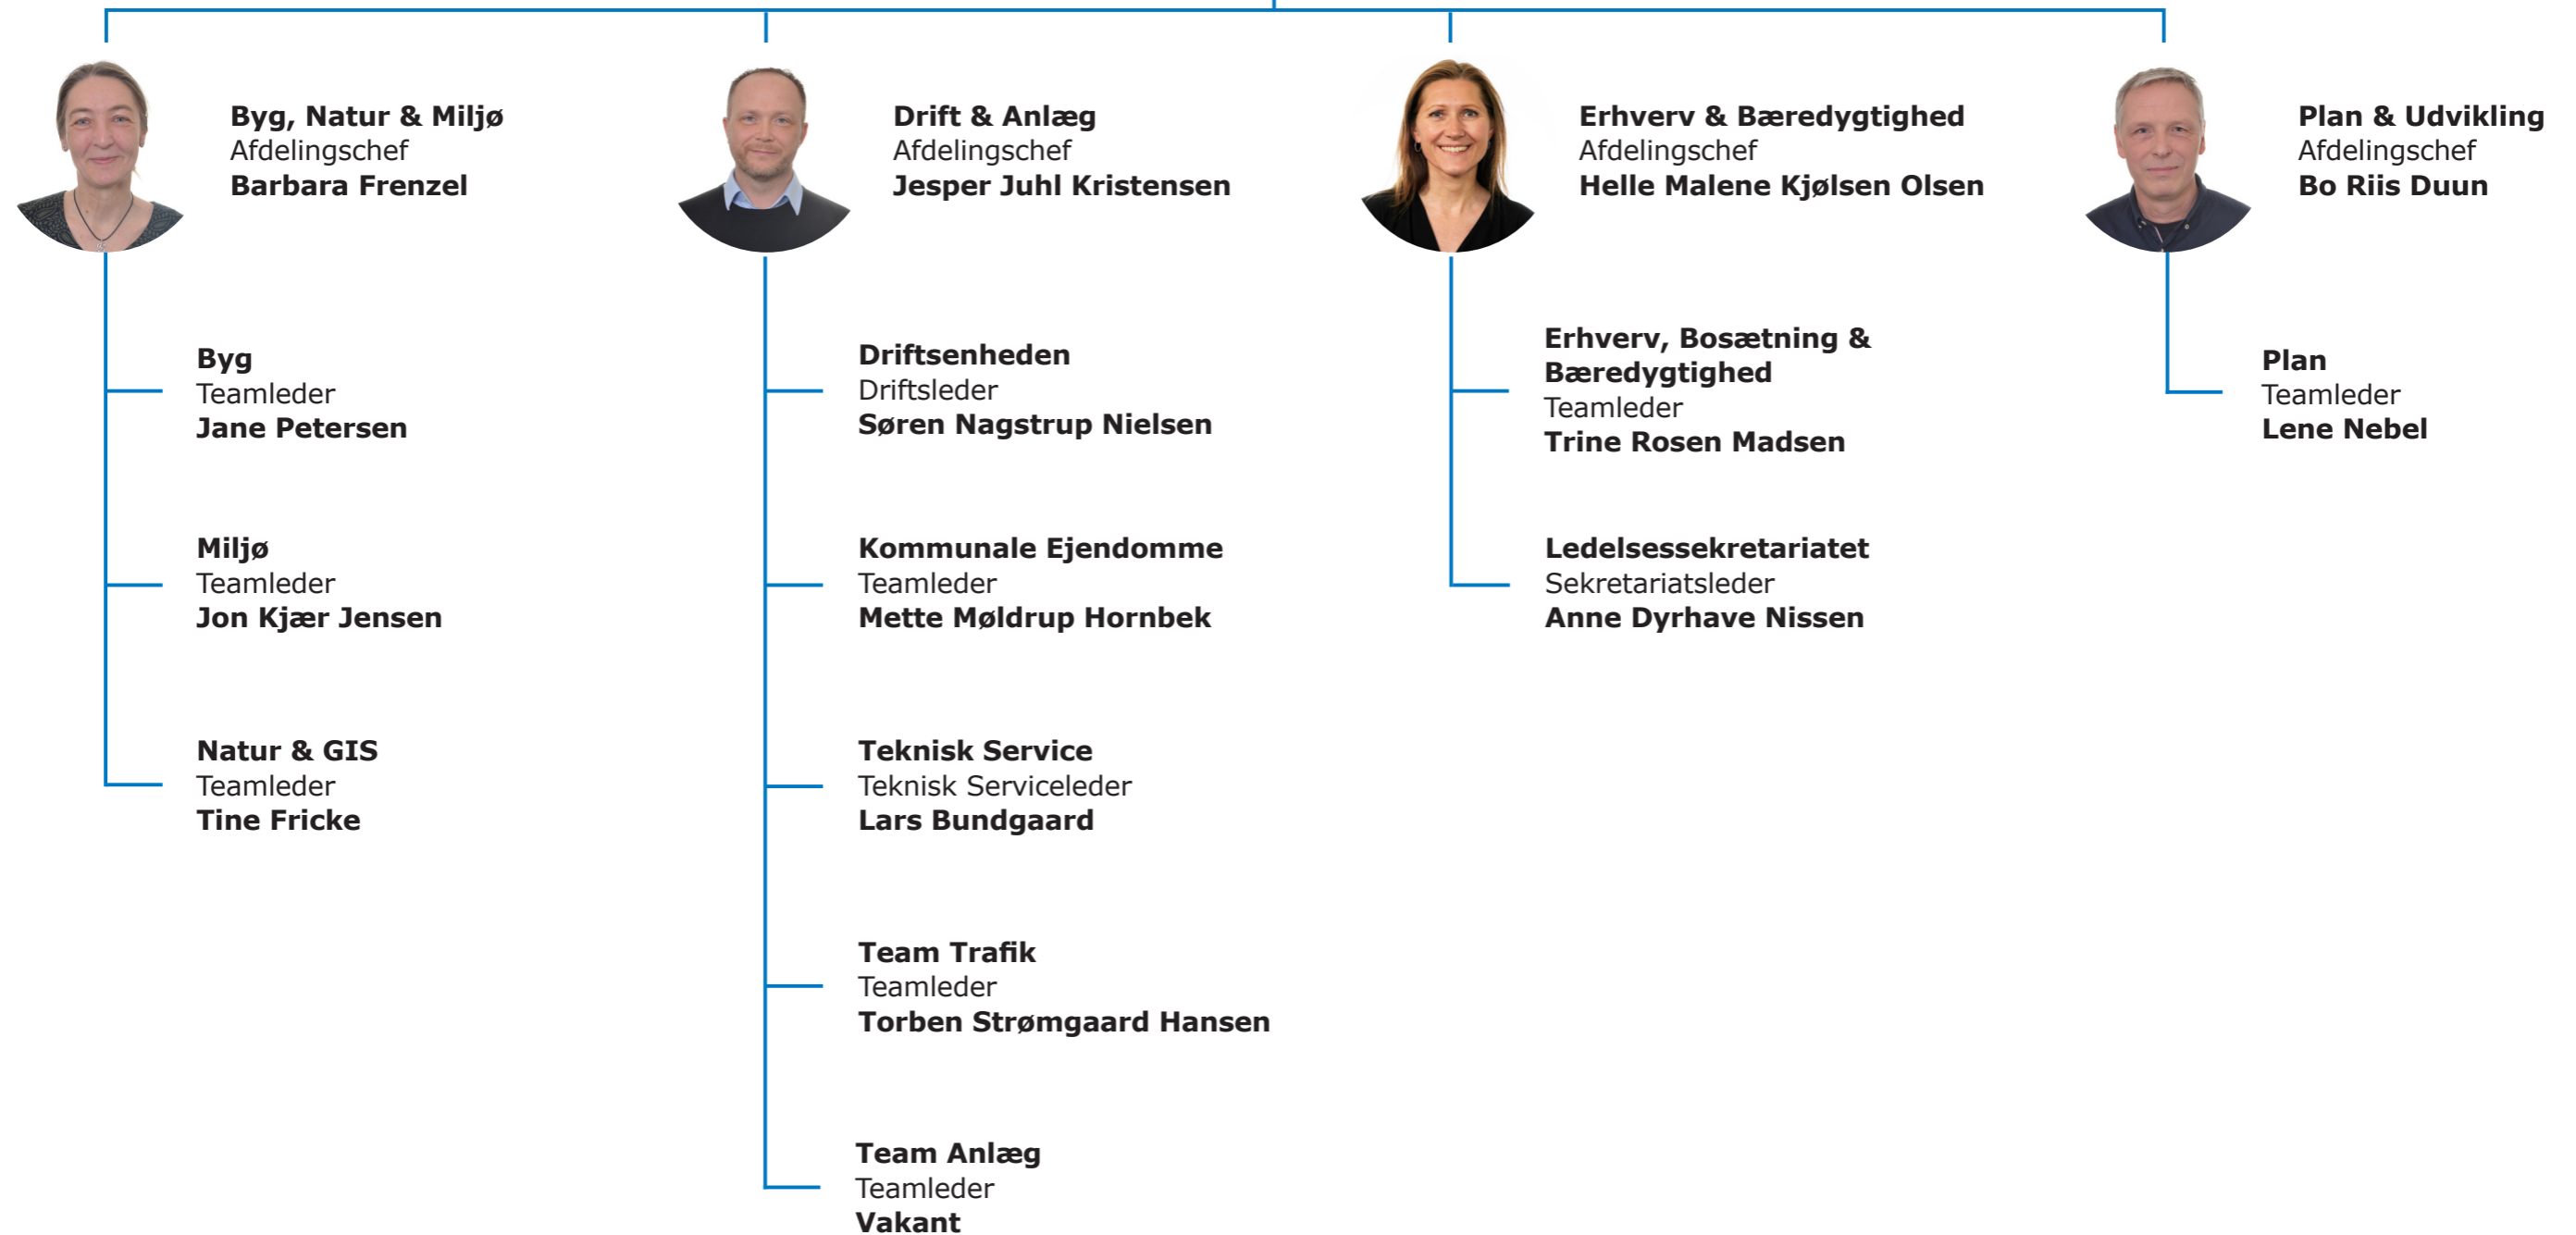 Byg, Natur & Miljø
Afdelingschef
Barbara Frenzel
Byg
Teamleder
Jane Petersen
Miljø
Teamleder
Jon Kjær Jensen
Natur & GIS
Teamleder
Tine Fricke
Drift & Anlæg
Afdelingschef
Jesper Juhl Kristensen
Driftsenheden
Driftsleder
Søren Nagstrup Nielsen
Kommunale Ejendomme
Teamleder
Mette Møldrup Hornbek
Teknisk Service
Teknisk Serviceleder
Lars Bundgaard
Team Trafik
Teamleder
Torben Strømgaard Hansen
Team Anlæg
Teamleder
Vakant
Erhverv & Bæredygtighed
Afdelingschef
Helle Malene Kjølsen Olsen
Erhverv, Bosætning &
Bæredygtighed
Teamleder
Trine Rosen Madsen
Ledelsessekretariatet
Sekretariatsleder
Anne Dyrhave Nissen
Plan & Udvikling
Afdelingschef
Bo Riis Duun
Plan
Teamleder
Lene Nebel